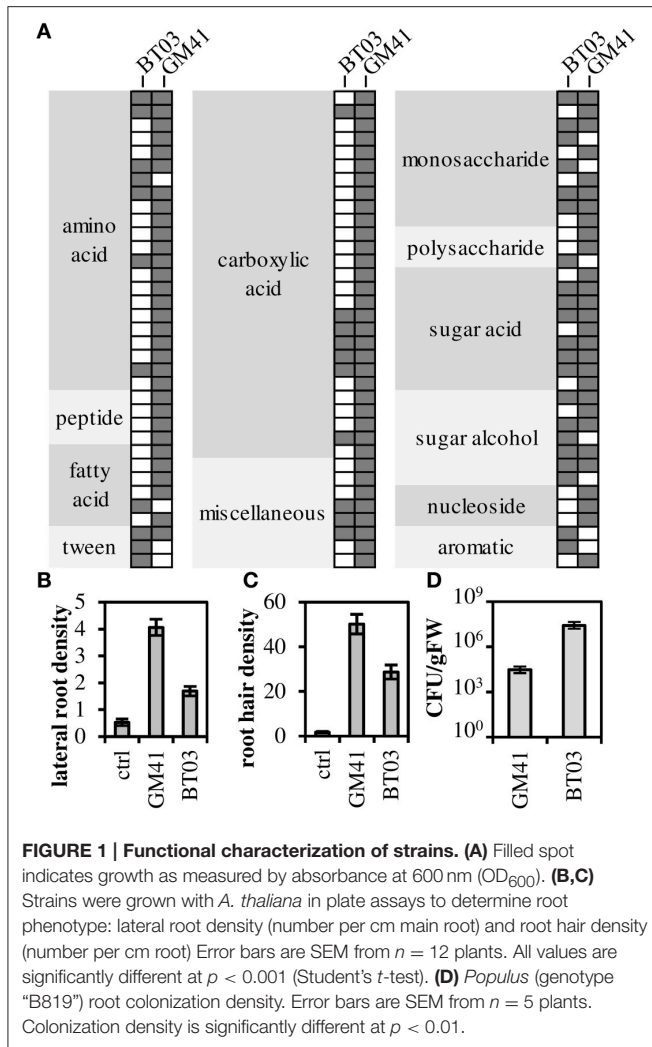 A
BT03 GM41 BT03 GM41 BT03 GM41
amino
acid
peptide
fatty
acid
tween
carboxylic
acid
miscellaneous
monosaccharide
polysaccharide
sugar acid
sugar alcohol
nucleoside
aromatic
B
lateral root density
5
4
3
2
1
0
ctrl
GM41
BT03
C
root hair density
60
40
20
0
ctrl
GM41
BT03
D
CFU/gFW
10⁹
10⁶
10³
10⁰
GM41
BT03
FIGURE 1 | Functional characterization of strains. (A) Filled spot
indicates growth as measured by absorbance at 600 nm (OD₆₀₀). (B,C)
Strains were grown with A. thaliana in plate assays to determine root
phenotype: lateral root density (number per cm main root) and root hair density
(number per cm root) Error bars are SEM from n = 12 plants. All values are
significantly different at p < 0.001 (Student’s t-test). (D) Populus (genotype
“B819”) root colonization density. Error bars are SEM from n = 5 plants.
Colonization density is significantly different at p < 0.01.